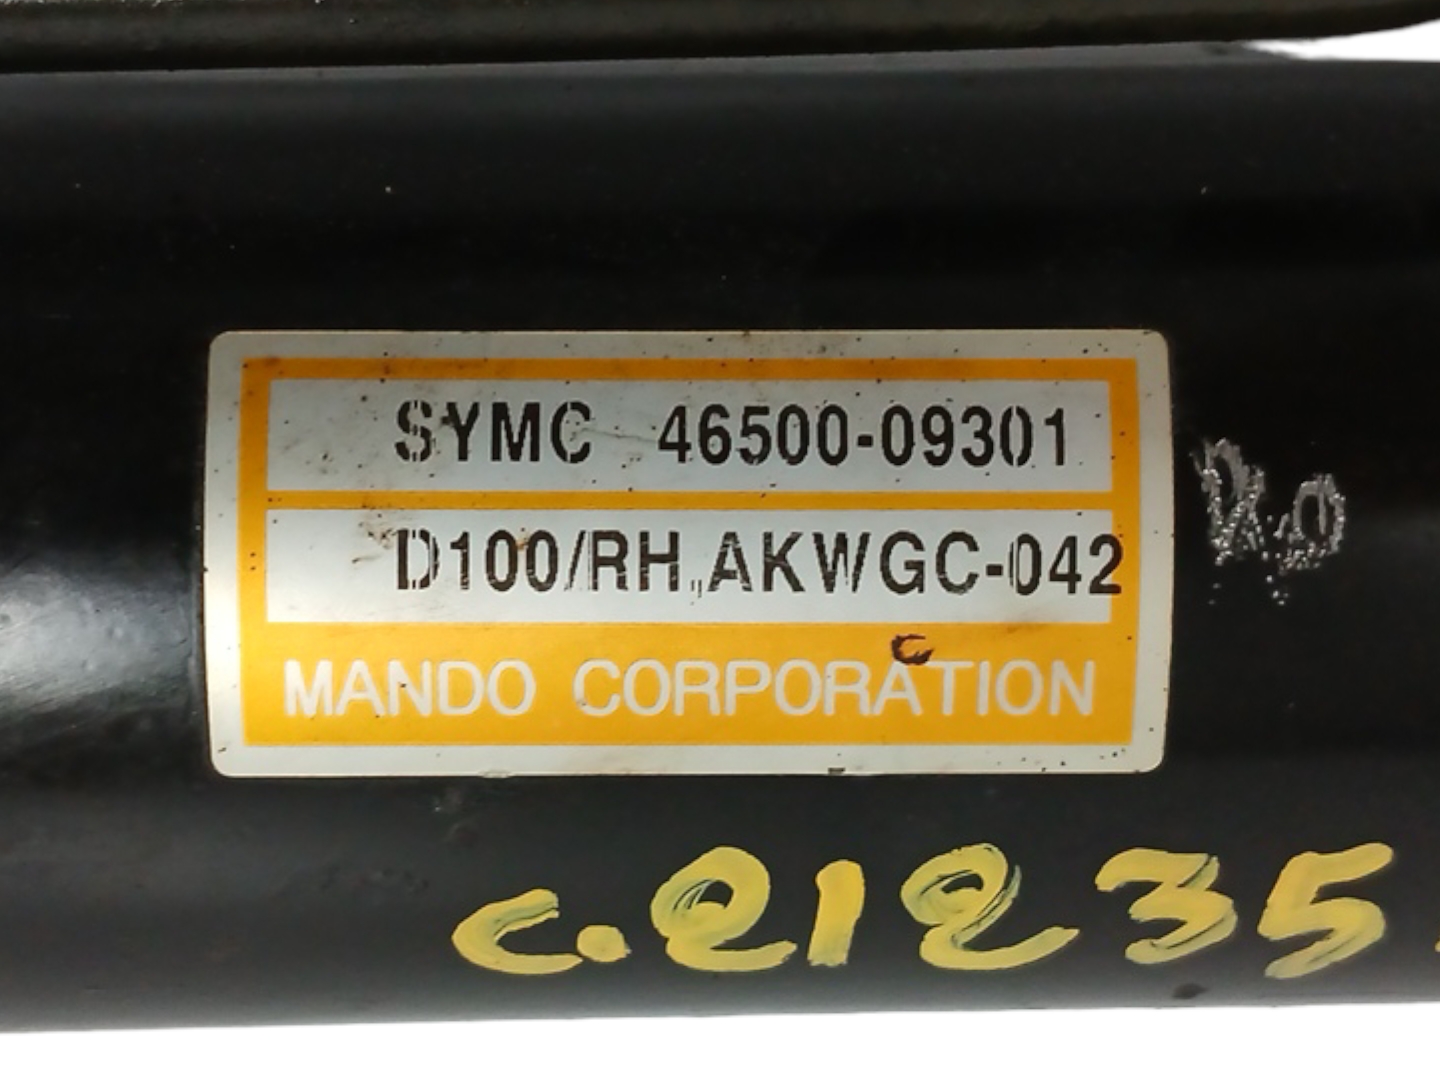 SYMC 46500-09301
D100/RH,AKWGC-042
C
MANDO CORPORATION
C.21235